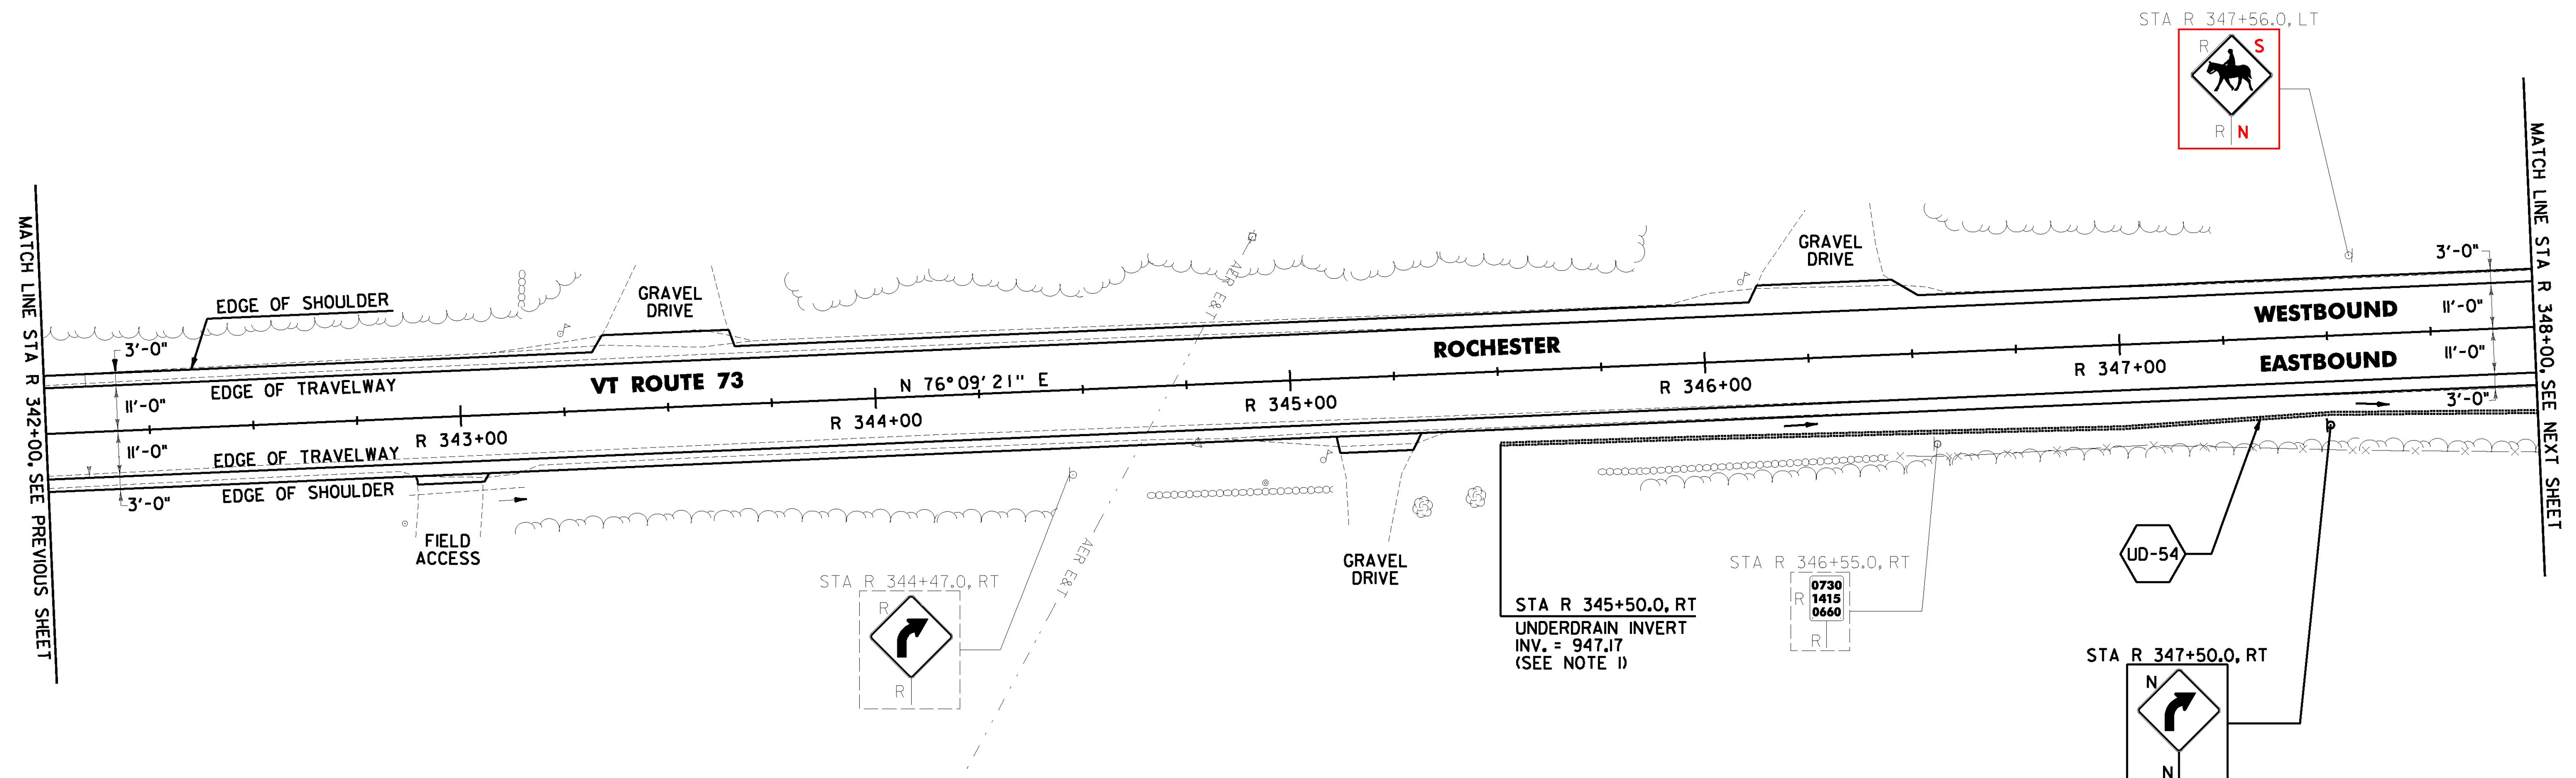 STA R 347+56.0, LT
R S
R N
MATCH LINE STA R 342+00, SEE PREVIOUS SHEET
MATCH LINE STA R 348+00, SEE NEXT SHEET
EDGE OF SHOULDER
GRAVEL
DRIVE
AER E&T
GRAVEL
DRIVE
3'-0"
3'-0"
WESTBOUND
11'-0"
EDGE OF TRAVELWAY
VT ROUTE 73
N 76°09'21" E
ROCHESTER
EASTBOUND
11'-0"
11'-0"
R 343+00
R 344+00
R 345+00
R 346+00
R 347+00
11'-0"
EDGE OF TRAVELWAY
3'-0"
EDGE OF SHOULDER
3'-0"
FIELD
ACCESS
AER E&T
GRAVEL
DRIVE
STA R 344+47.0, RT
R
R
STA R 345+50.0, RT
UNDERDRAIN INVERT
INV. = 947.17
(SEE NOTE 1)
STA R 346+55.0, RT
0730
R 1415
0660
R
UD-54
STA R 347+50.0, RT
N
N